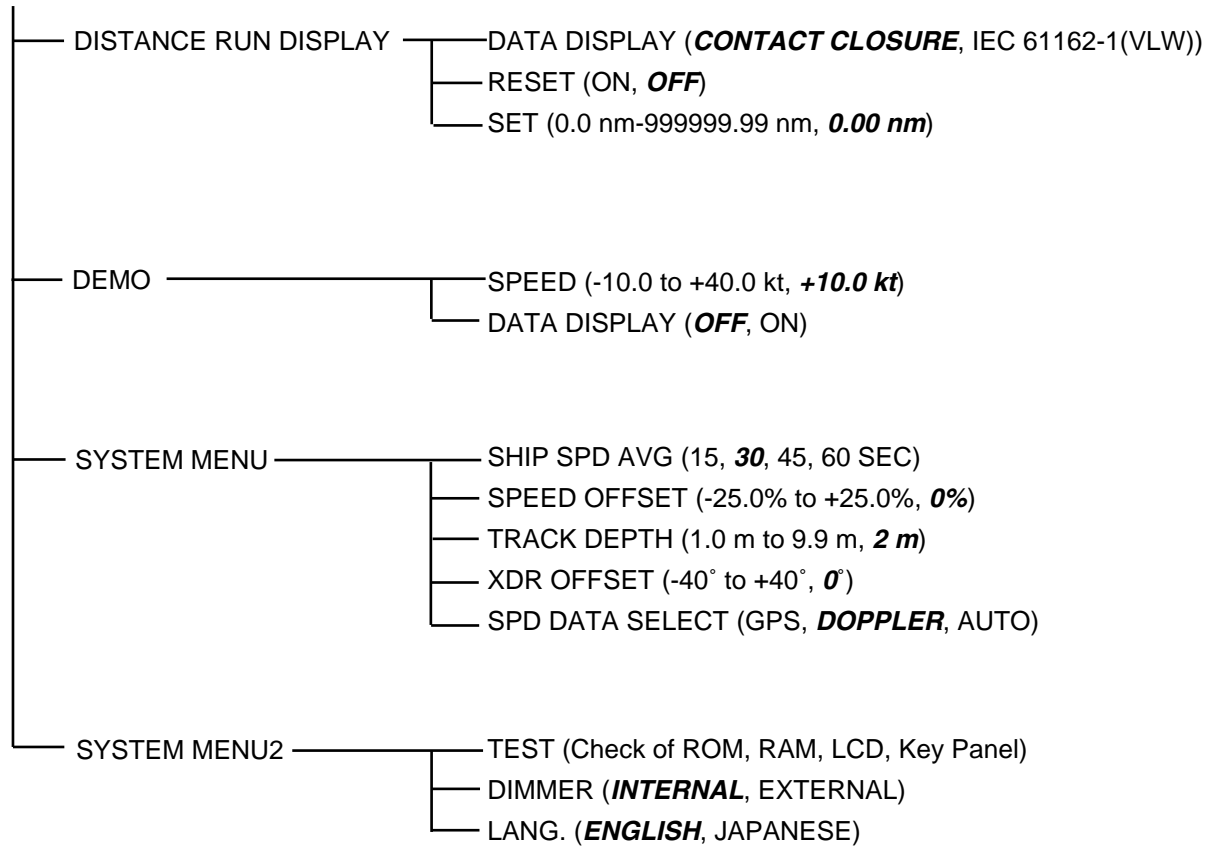 DISTANCE RUN DISPLAY
DATA DISPLAY (CONTACT CLOSURE, IEC 61162-1(VLW))
RESET (ON, OFF)
SET (0.0 nm-999999.99 nm, 0.00 nm)
DEMO
SPEED (-10.0 to +40.0 kt, +10.0 kt)
DATA DISPLAY (OFF, ON)
SYSTEM MENU
SHIP SPD AVG (15, 30, 45, 60 SEC)
SPEED OFFSET (-25.0% to +25.0%, 0%)
TRACK DEPTH (1.0 m to 9.9 m, 2 m)
XDR OFFSET (-40˚ to +40˚, 0˚)
SPD DATA SELECT (GPS, DOPPLER, AUTO)
SYSTEM MENU2
TEST (Check of ROM, RAM, LCD, Key Panel)
DIMMER (INTERNAL, EXTERNAL)
LANG. (ENGLISH, JAPANESE)